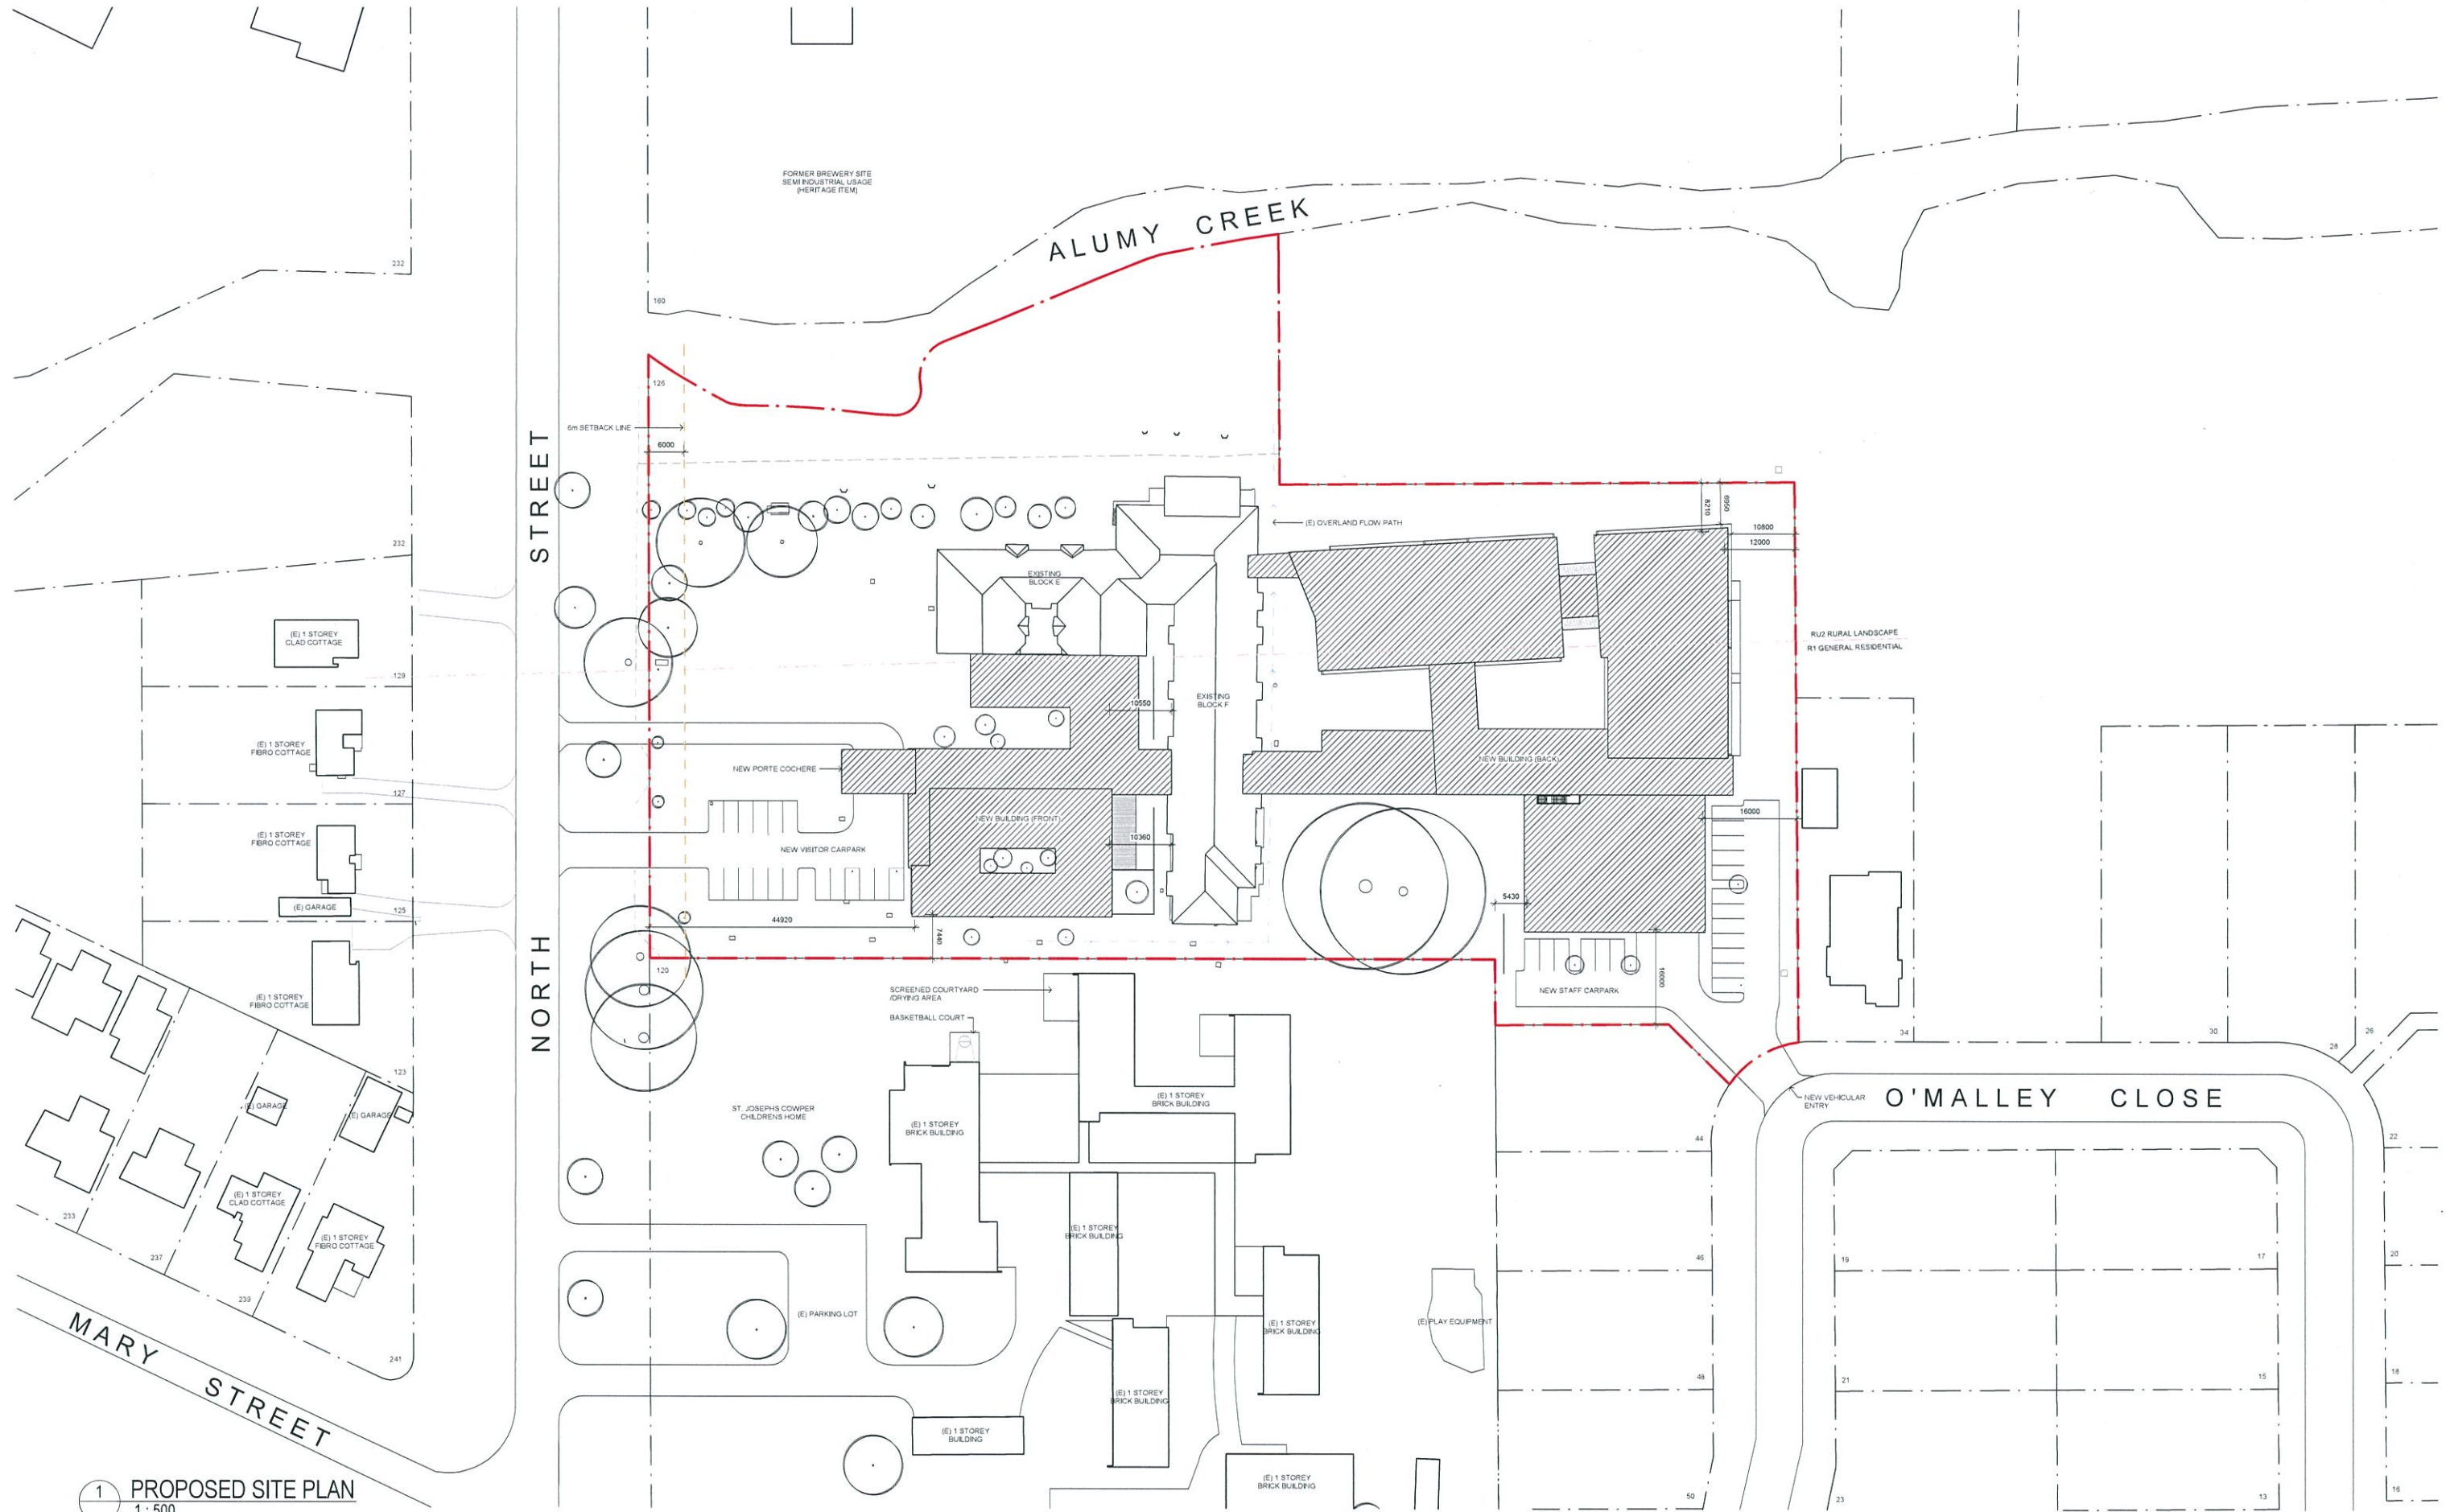 FORMER BREWERY SITE
SEMI INDUSTRIAL USAGE
(HERITAGE ITEM)
ALUMY CREEK
232
160
126
6m SETBACK LINE
6000
STREET
NORTH
232
(E) OVERLAND FLOW PATH
8210
6950
10800
12000
EXISTING
BLOCK E
(E) 1 STOREY
CLAD COTTAGE
RU2 RURAL LANDSCAPE
R1 GENERAL RESIDENTIAL
129
EXISTING
BLOCK F
10550
(E) 1 STOREY
FIBRO COTTAGE
NEW PORTE COCHERE
NEW BUILDING (BACK)
127
NEW BUILDING (FRONT)
16000
(E) 1 STOREY
FIBRO COTTAGE
10360
NEW VISITOR CARPARK
(E) GARAGE
125
44920
7440
5430
120
(E) 1 STOREY
FIBRO COTTAGE
SCREENED COURTYARD
/DRYING AREA
NEW STAFF CARPARK
16000
BASKETBALL COURT
34
30
26
28
123
(E) GARAGE
(E) GARAGE
ST. JOSEPHS COWPER
CHILDRENS HOME
(E) 1 STOREY
BRICK BUILDING
(E) 1 STOREY
BRICK BUILDING
NEW VEHICULAR
ENTRY
O'MALLEY CLOSE
44
22
(E) 1 STOREY
CLAD COTTAGE
233
(E) 1 STOREY
FIBRO COTTAGE
(E) 1 STOREY
BRICK BUILDING
237
46
19
17
20
239
(E) PARKING LOT
(E) 1 STOREY
BRICK BUILDING
(E) PLAY EQUIPMENT
MARY STREET
241
48
21
15
18
(E) 1 STOREY
BRICK BUILDING
(E) 1 STOREY
BUILDING
(E) 1 STOREY
BRICK BUILDING
50
23
13
16
1 PROPOSED SITE PLAN
1 : 500